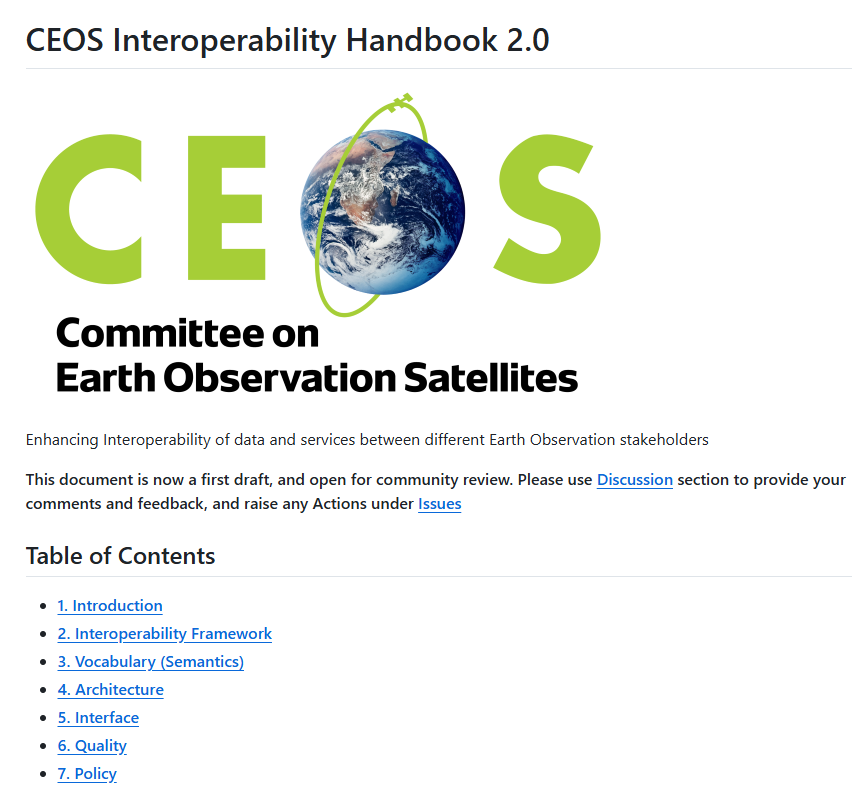 CEOS Interoperability Handbook 2.0
CEOS
Committee on
Earth Observation Satellites
Enhancing Interoperability of data and services between different Earth Observation stakeholders
This document is now a first draft, and open for community review. Please use Discussion section to provide your
comments and feedback, and raise any Actions under Issues
Table of Contents
1. Introduction
2. Interoperability Framework
3. Vocabulary (Semantics)
4. Architecture
5. Interface
6. Quality
7. Policy